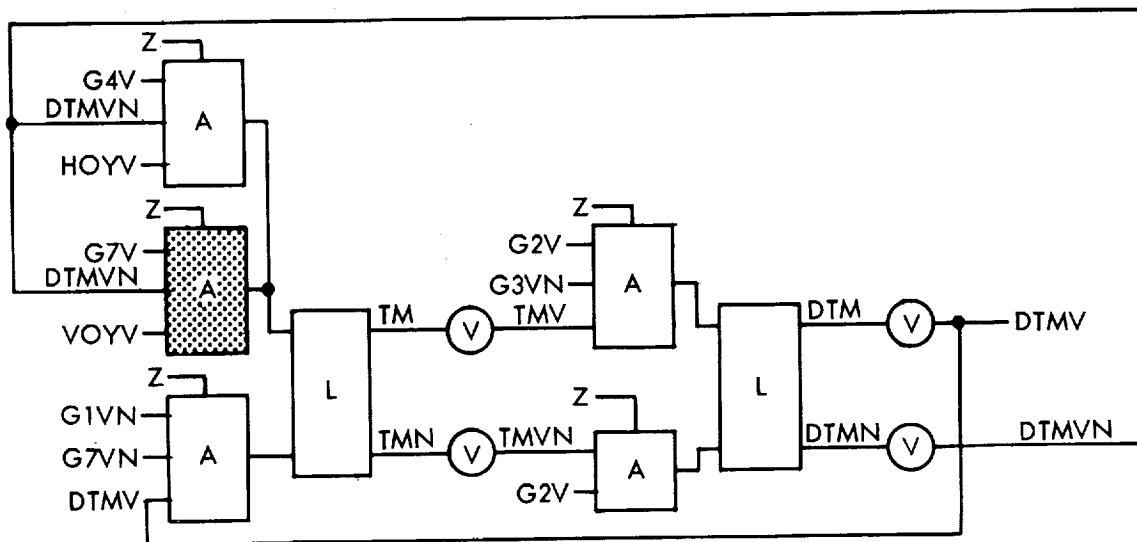 Z
G4V
DTMVN
A
HOYV
Z
G7V
DTMVN
A
VOYV
Z
G1VN
G7VN
A
DTMV
L
TM
V
TMV
TMN
V
TMVN
Z
G2V
G3VN
A
Z
A
G2V
L
DTM
V
DTMV
DTMN
V
DTMVN